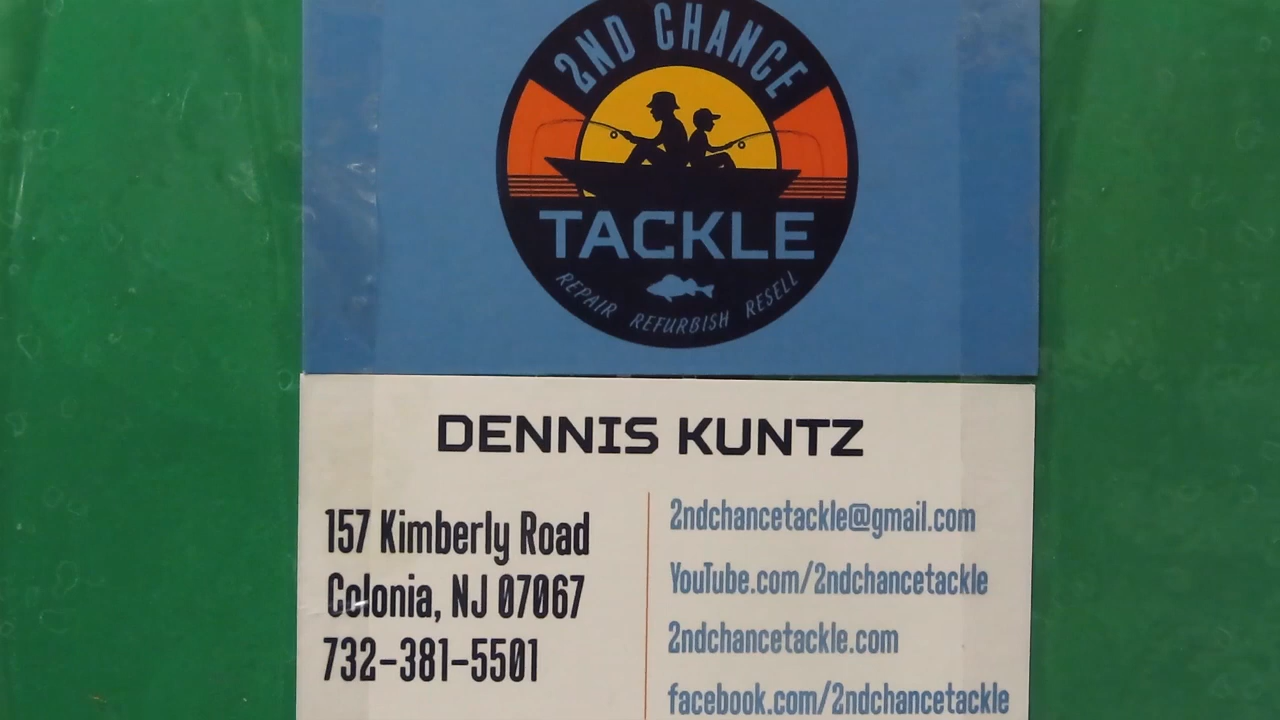 2ND CHANCE
TACKLE
REPAIR REFURBISH RESELL
DENNIS KUNTZ
157 Kimberly Road
Colonia, NJ 07067
732-381-5501
2ndchancetackle@gmail.com
YouTube.com/2ndchancetackle
2ndchancetackle.com
facebook.com/2ndchancetackle